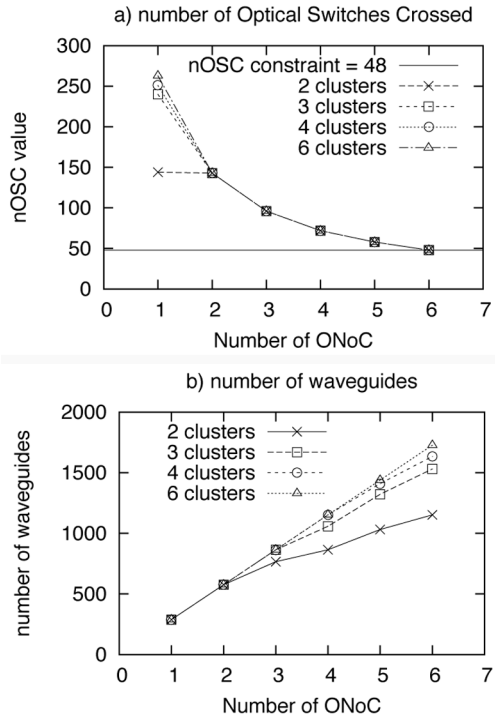 a) number of Optical Switches Crossed
300
250
200
150
100
50
0
nOSC value
nOSC constraint = 48
2 clusters
3 clusters
4 clusters
6 clusters
0 1 2 3 4 5 6 7
Number of ONoC
b) number of waveguides
2000
1500
1000
500
0
number of waveguides
2 clusters
3 clusters
4 clusters
6 clusters
0 1 2 3 4 5 6 7
Number of ONoC